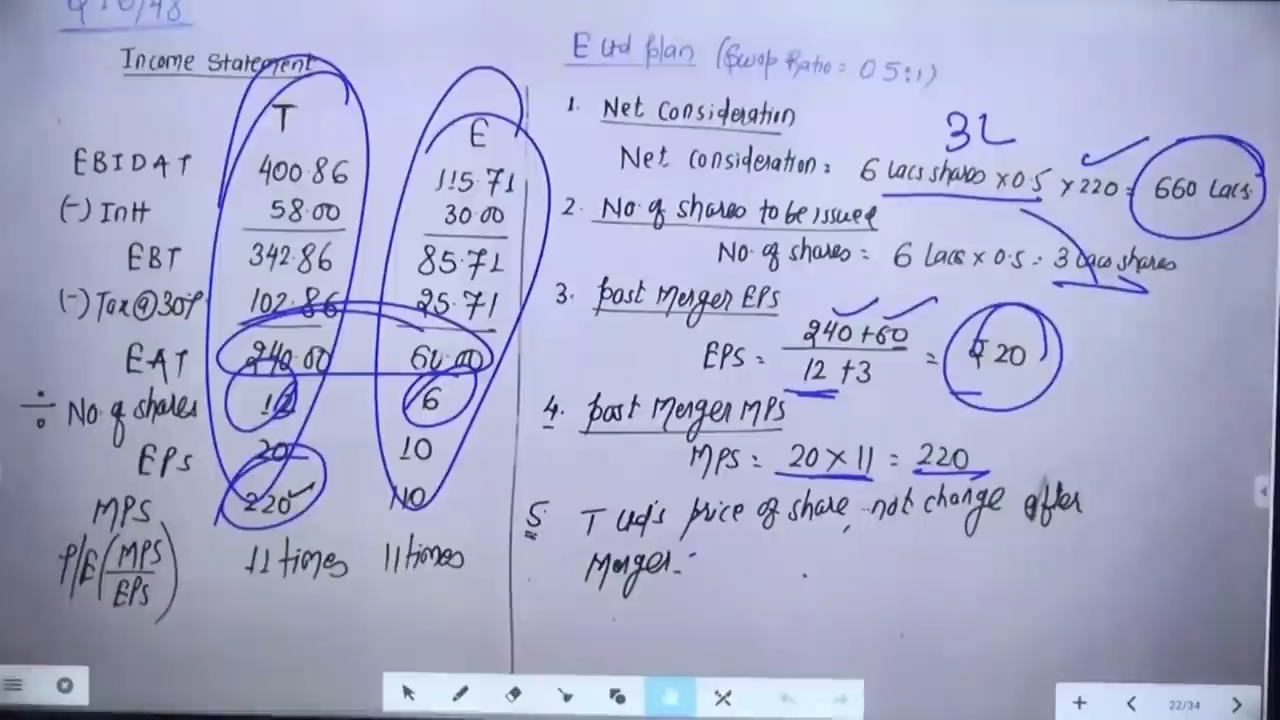 Income Statement
T E
EBIDAT 400.86 115.71
(-) Intt 58.00 30.00
EBT 342.86 85.71
(-) Tax@30% 102.86 25.71
EAT 240.00 60.00
÷ No. of shares 12 6
EPS 20 10
MPS 220 110
P/E (MPS/EPS) 11 times 11 times
E Ltd plan (Swap Ratio = 0.5:1)
1. Net Consideration
3L
Net consideration = 6 lacs shares x 0.5 x 220 = 660 Lacs.
2. No. of shares to be issued
No. of shares = 6 Lacs x 0.5 = 3 lacs shares
3. post Merger EPS
EPS = 240+60 / 12+3 = ₹ 20
4. post Merger MPS
MPS = 20 x 11 = 220
5. T Ltd's price of share, not change after
Merger.
22/34